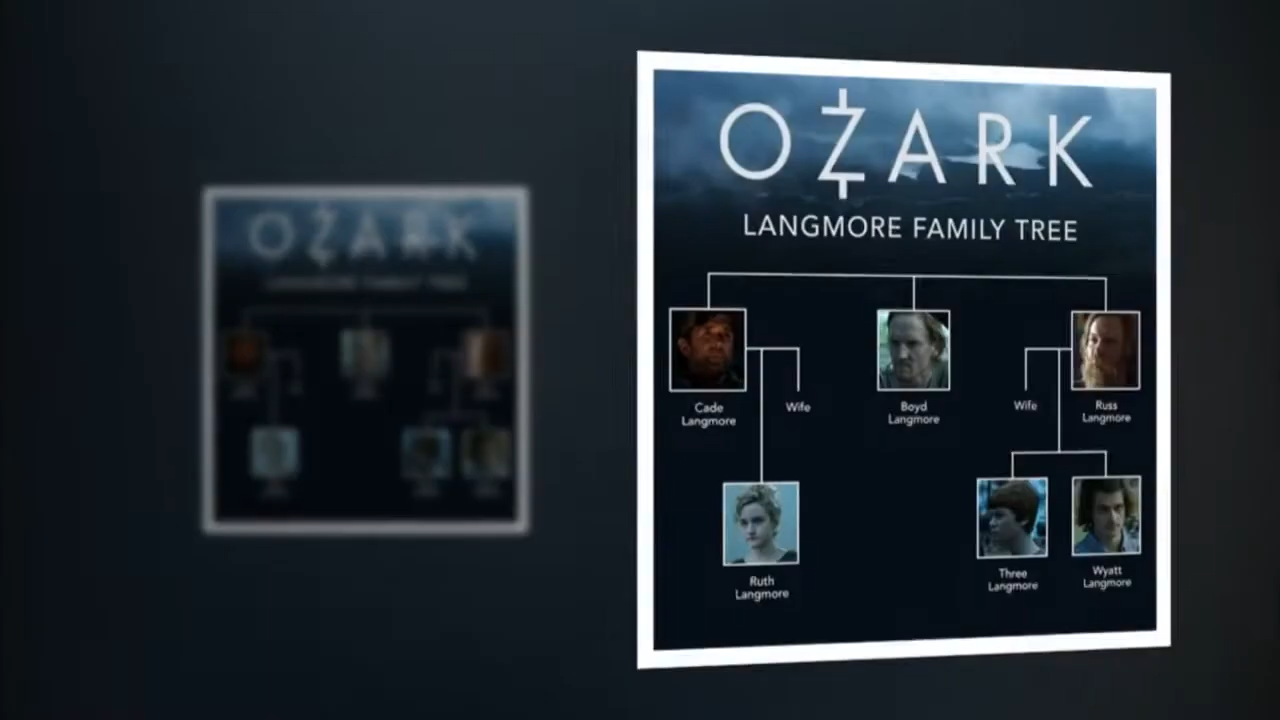 OZARK
LANGMORE FAMILY TREE
Cade
Langmore
Wife
Boyd
Langmore
Wife
Russ
Langmore
Ruth
Langmore
Three
Langmore
Wyatt
Langmore